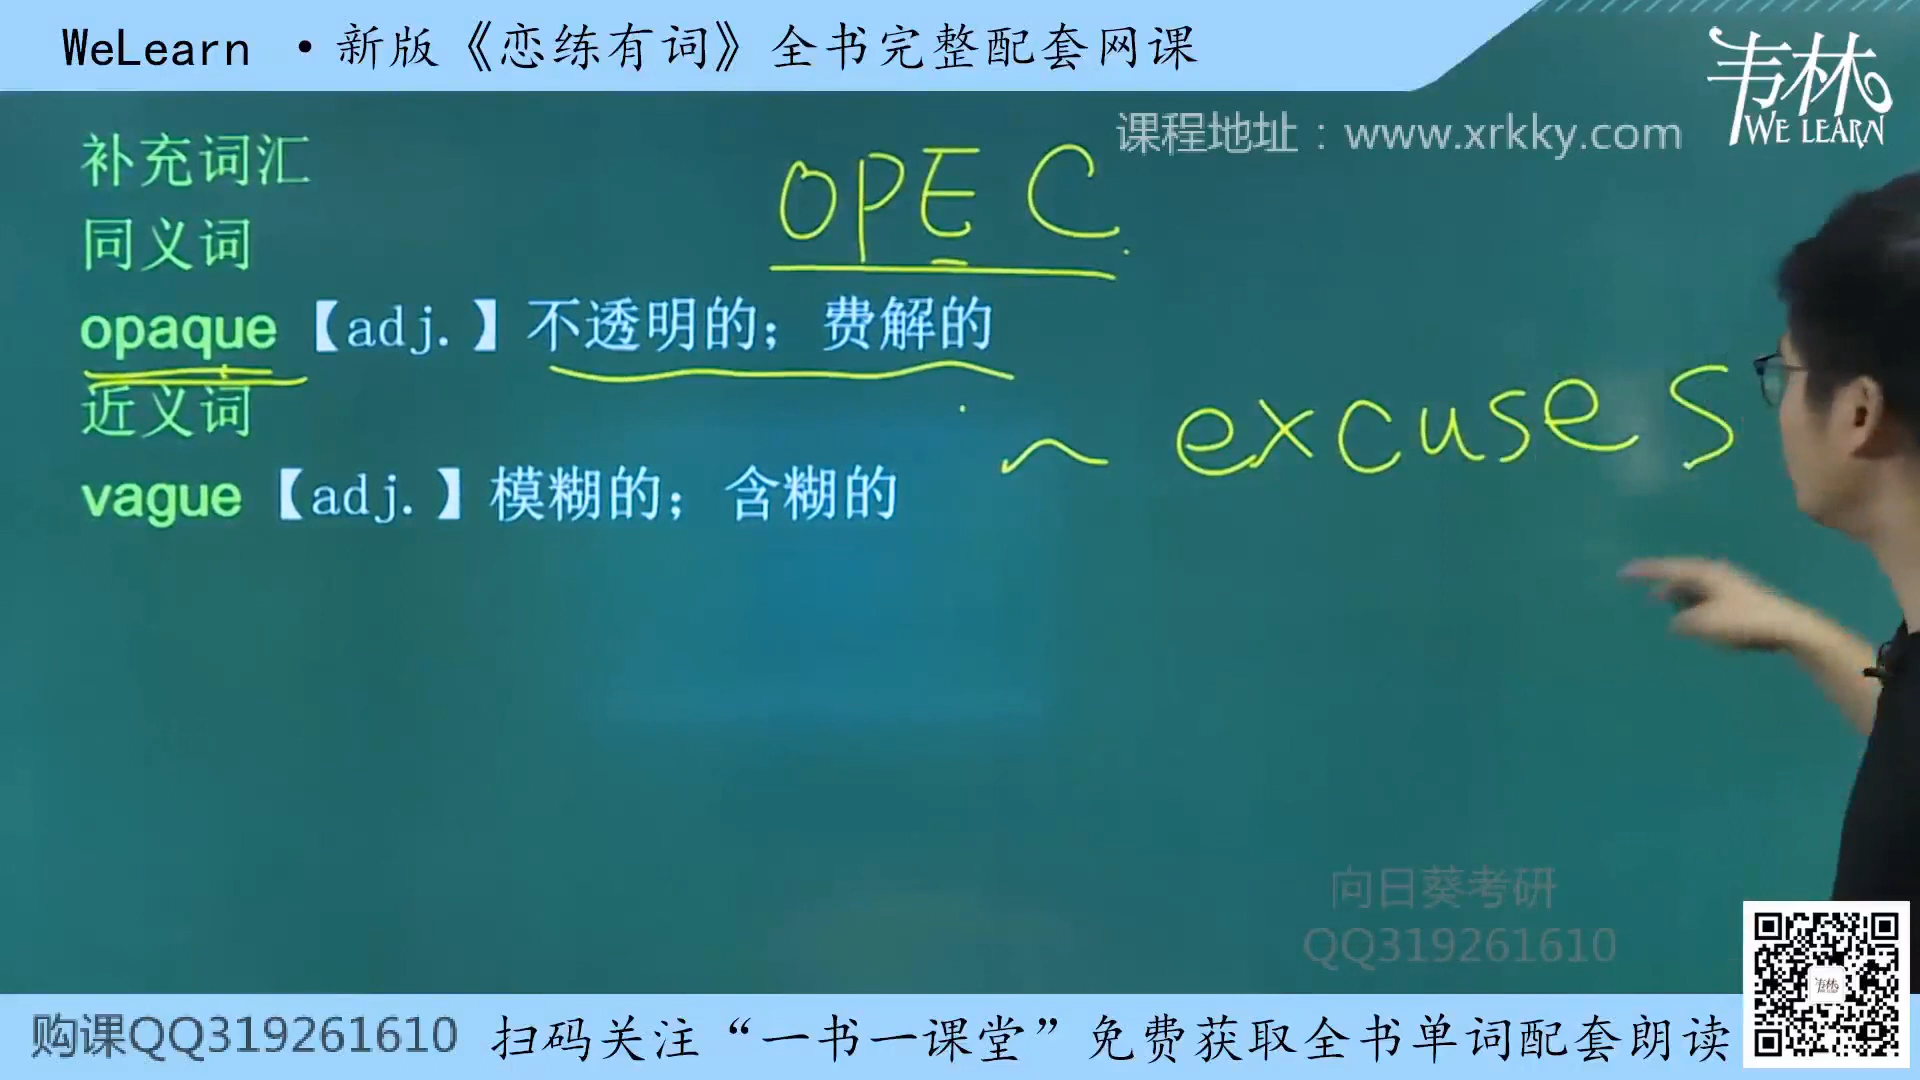 WeLearn · 新版《恋练有词》全书完整配套网课
韦林
WE LEARN
课程地址：www.xrkky.com
补充词汇
OPEC
同义词
opaque【adj.】不透明的；费解的
近义词
~ excuses
vague【adj.】模糊的；含糊的
向日葵考研
QQ319261610
购课QQ319261610
扫码关注“一书一课堂”免费获取全书单词配套朗读
韦林